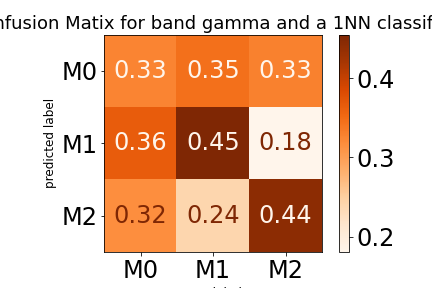 nfusion Matix for band gamma and a 1NN classif
M0 0.33 0.35 0.33
M1 0.36 0.45 0.18
M2 0.32 0.24 0.44
M0 M1 M2
predicted label
0.4
0.3
0.2